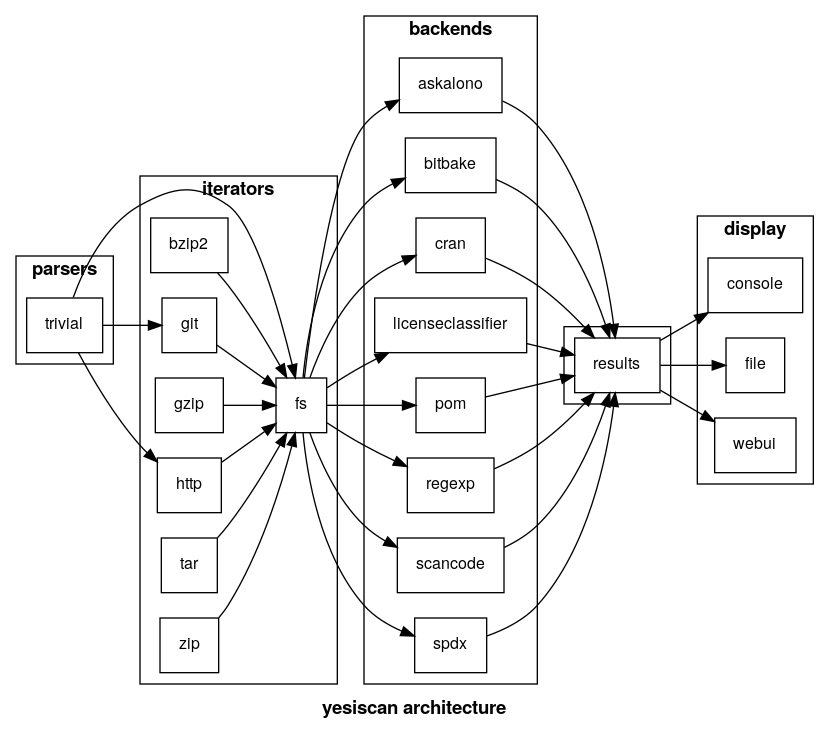 parsers
trivial
iterators
bzip2
git
gzip
http
tar
zip
fs
backends
askalono
bitbake
cran
licenseclassifier
pom
regexp
scancode
spdx
results
display
console
file
webui
yesiscan architecture